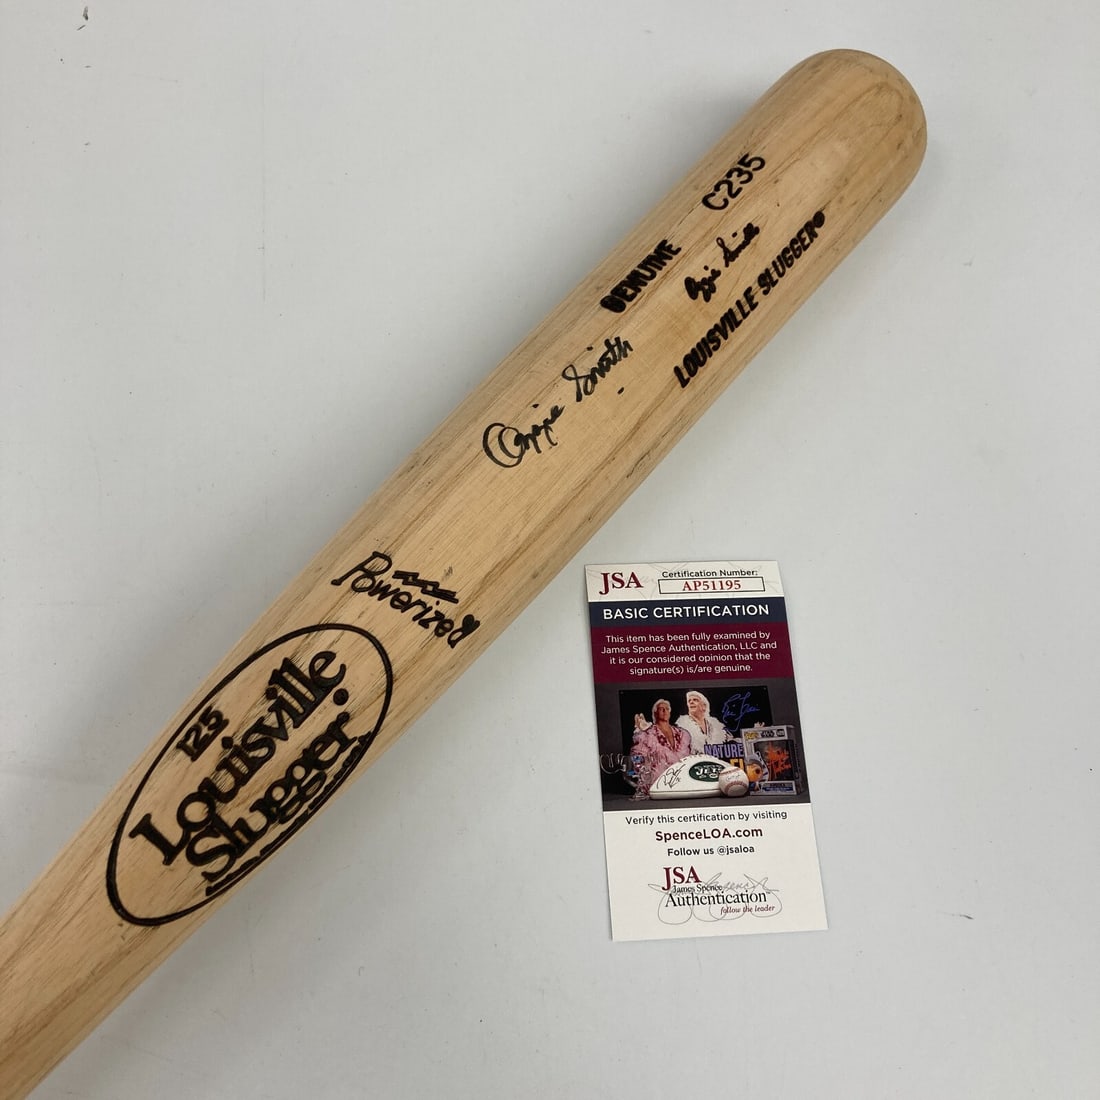 C235
GENUINE
Ozzie Smith
LOUISVILLE SLUGGER®
Ozzie Smith
Powerized
125
Louisville
Slugger
JSA
Certification Number:
AP51195
BASIC CERTIFICATION
This item has been fully examined by
James Spence Authentication, LLC and
it is our considered opinion that the
signature(s) is/are genuine.
NATURE
JETS
Verify this certification by visiting
SpenceLOA.com
Follow us @jsaloa
JSA
James Spence
Authentication™
follow the leader